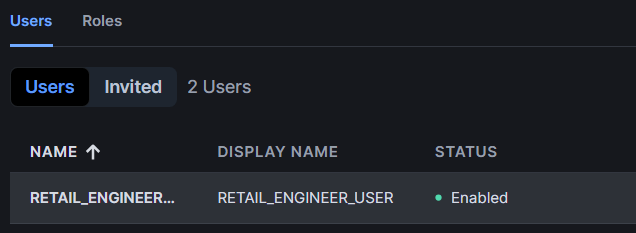 Users Roles
Users Invited 2 Users
NAME DISPLAY NAME STATUS
RETAIL_ENGINEER... RETAIL_ENGINEER_USER Enabled